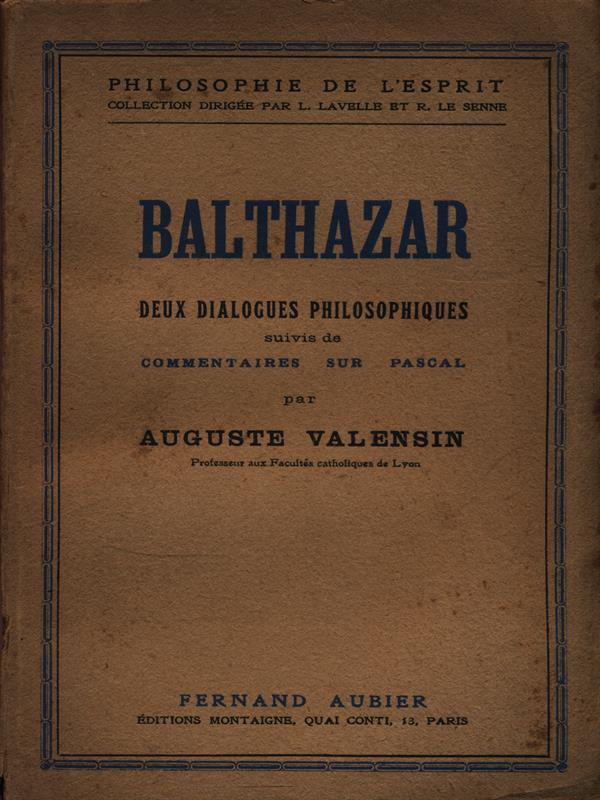 PHILOSOPHIE DE L'ESPRIT
COLLECTION DIRIGÉE PAR L. LAVELLE ET R. LE SENNE
BALTHAZAR
DEUX DIALOGUES PHILOSOPHIQUES
suivis de
COMMENTAIRES SUR PASCAL
par
AUGUSTE VALENSIN
Professeur aux Facultés catholiques de Lyon
FERNAND AUBIER
ÉDITIONS MONTAIGNE, QUAI CONTI, 13, PARIS